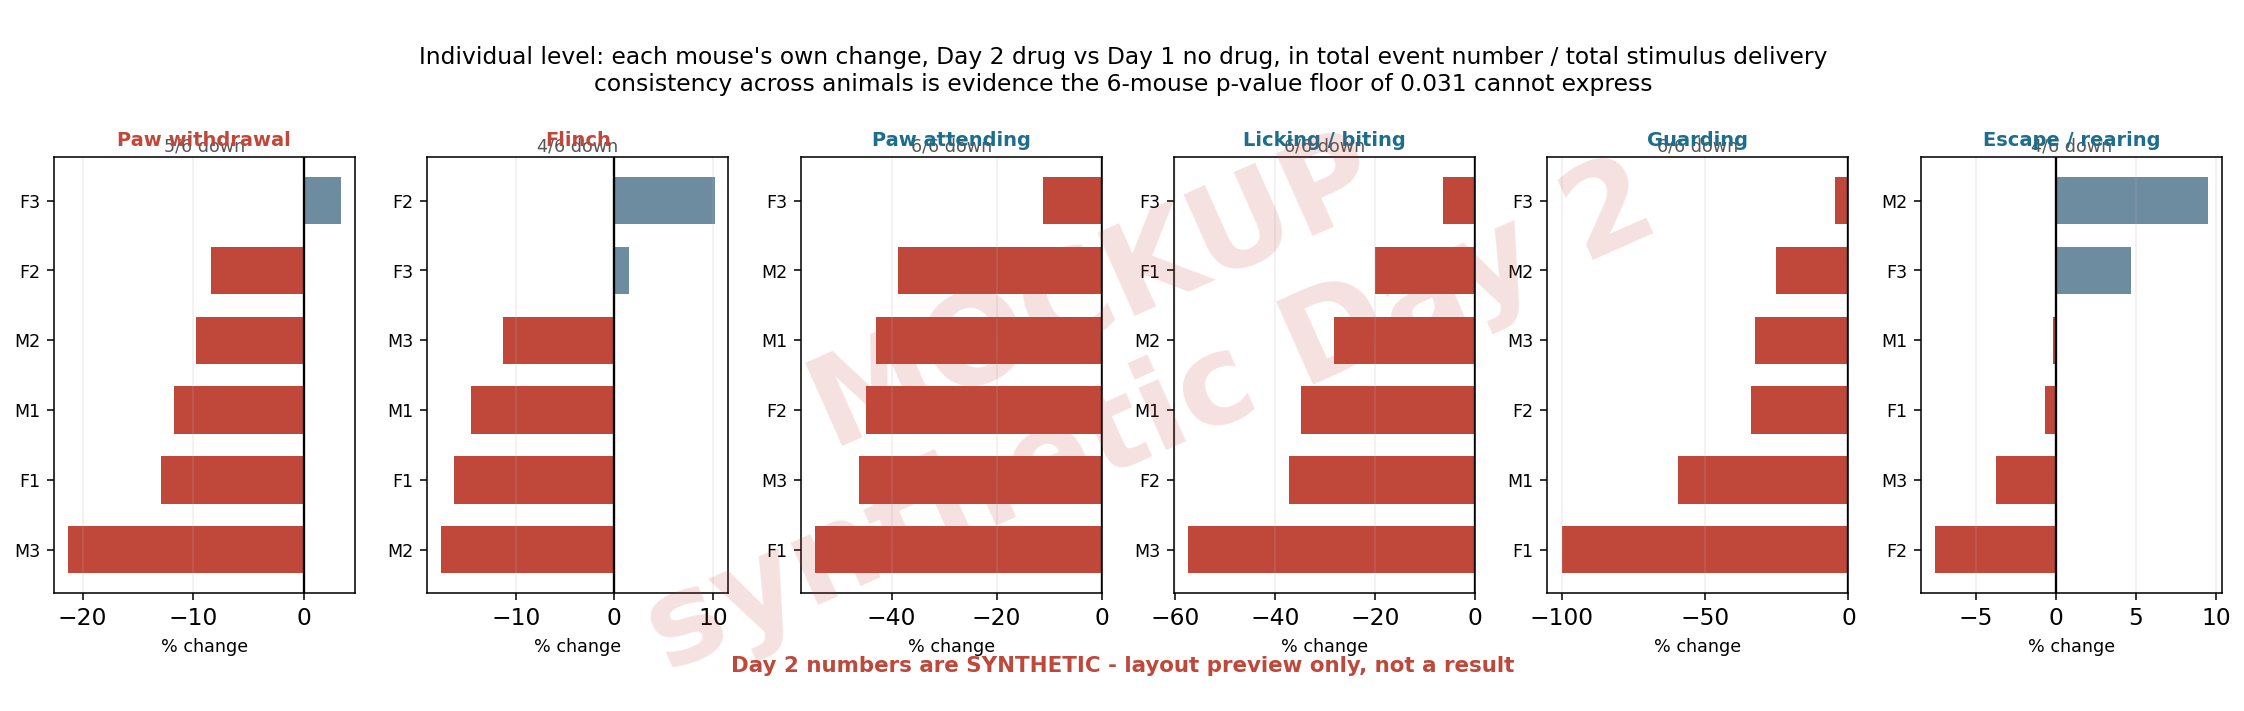 Individual level: each mouse's own change, Day 2 drug vs Day 1 no drug, in total event number / total stimulus delivery
consistency across animals is evidence the 6-mouse p-value floor of 0.031 cannot express
Paw withdrawal
5/6 down
F3
F2
M2
M1
F1
M3
−20 −10 0
% change
Flinch
4/6 down
F2
F3
M3
M1
F1
M2
−10 0 10
% change
Paw attending
6/6 down
F3
M2
M1
F2
M3
F1
−40 −20 0
% change
Licking / biting
6/6 down
F3
F1
M2
M1
F2
M3
−60 −40 −20 0
% change
Guarding
6/6 down
F3
M2
M3
F2
M1
F1
−100 −50 0
% change
Escape / rearing
4/6 down
M2
F3
M1
F1
M3
F2
−5 0 5 10
% change
MOCKUP
synthetic Day 2
Day 2 numbers are SYNTHETIC - layout preview only, not a result